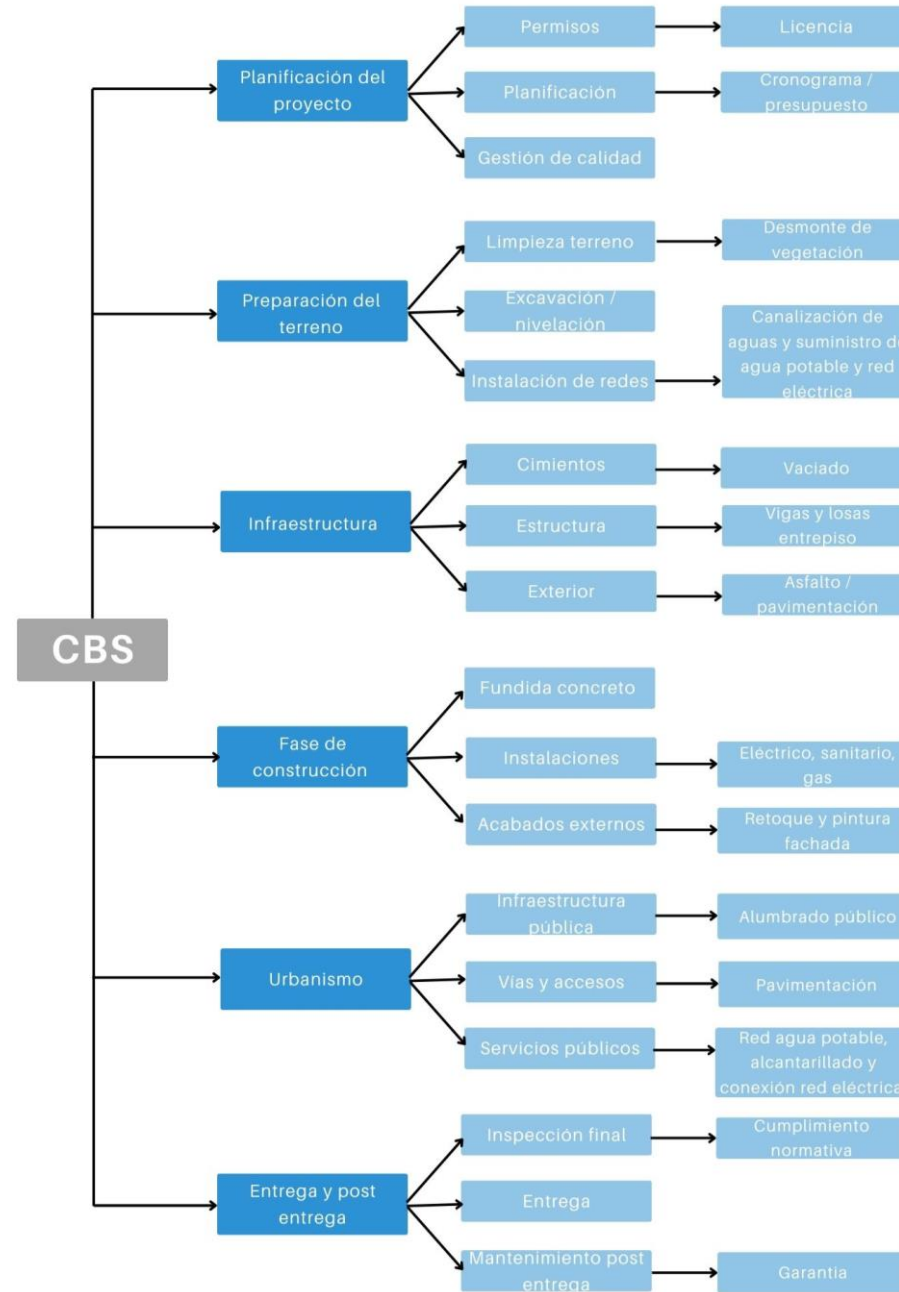 Permisos
Licencia
Planificación del
proyecto
Planificación
Cronograma /
presupuesto
Gestión de calidad
Limpieza terreno
Desmonte de
vegetación
Preparación del
terreno
Excavación /
nivelación
Instalación de redes
Canalización de
aguas y suministro de
agua potable y red
eléctrica
Cimientos
Vaciado
Infraestructura
Estructura
Vigas y losas
entrepiso
Exterior
Asfalto /
pavimentación
CBS
Fundida concreto
Fase de
construcción
Instalaciones
Eléctrico, sanitario,
gas
Acabados externos
Retoque y pintura
fachada
Infraestructura
pública
Alumbrado público
Urbanismo
Vías y accesos
Pavimentación
Servicios públicos
Red agua potable,
alcantarillado y
conexión red eléctrica
Inspección final
Cumplimiento
normativa
Entrega y post
entrega
Entrega
Mantenimiento post
entrega
Garantia